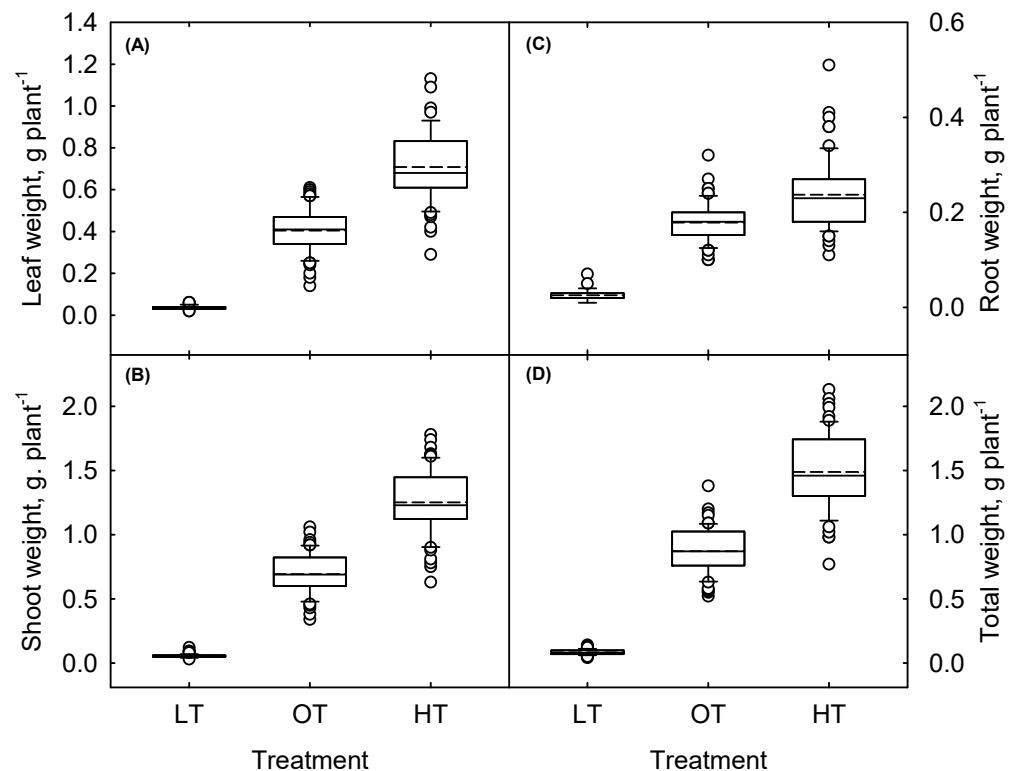 (A)
Leaf weight, g plant⁻¹
1.4
1.2
1.0
0.8
0.6
0.4
0.2
0.0
(C)
Root weight, g plant⁻¹
0.6
0.4
0.2
0.0
(B)
Shoot weight, g. plant⁻¹
2.0
1.5
1.0
0.5
0.0
(D)
Total weight, g plant⁻¹
2.0
1.5
1.0
0.5
0.0
LT OT HT
Treatment
LT OT HT
Treatment